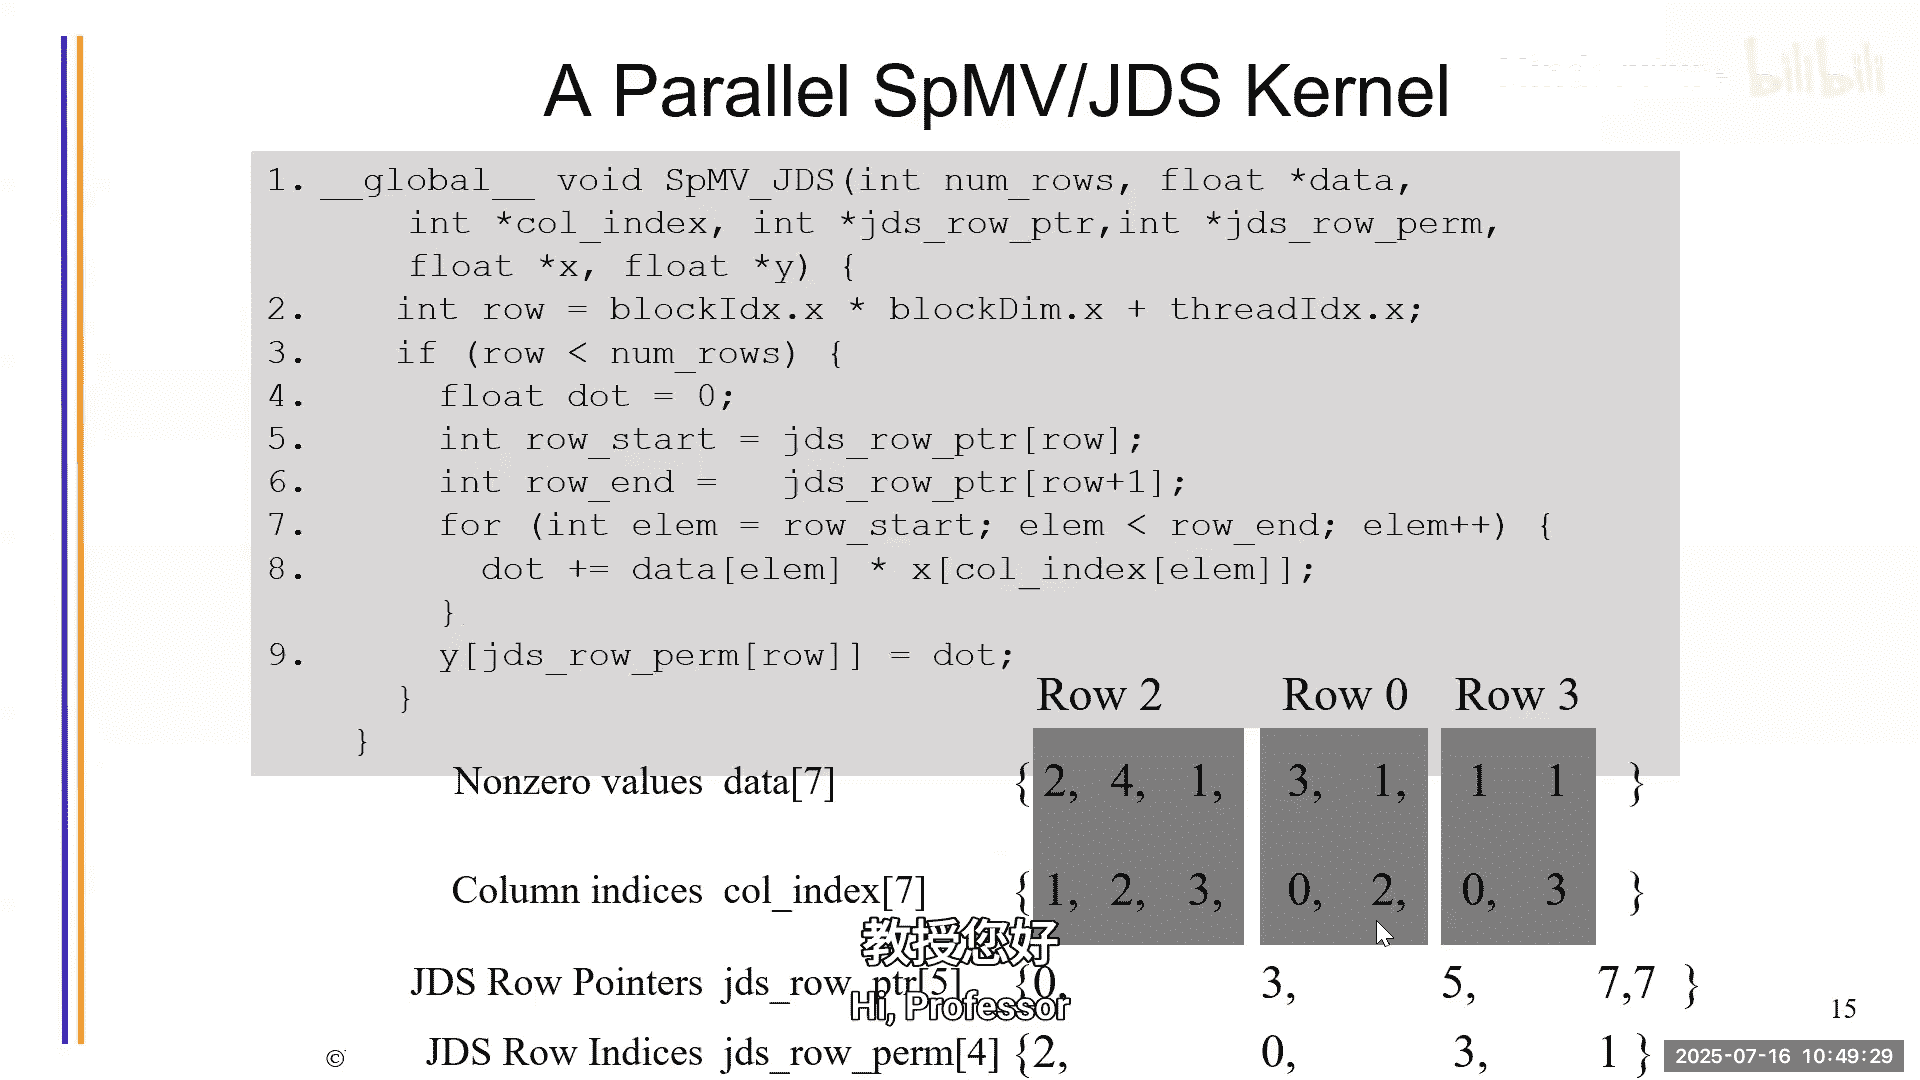 bilibili
A Parallel SpMV/JDS Kernel
1. __global__ void SpMV_JDS(int num_rows, float *data,
int *col_index, int *jds_row_ptr,int *jds_row_perm,
float *x, float *y) {
2. int row = blockIdx.x * blockDim.x + threadIdx.x;
3. if (row < num_rows) {
4. float dot = 0;
5. int row_start = jds_row_ptr[row];
6. int row_end = jds_row_ptr[row+1];
7. for (int elem = row_start; elem < row_end; elem++) {
8. dot += data[elem] * x[col_index[elem]];
}
9. y[jds_row_perm[row]] = dot;
}
}
Row 2 Row 0 Row 3
Nonzero values data[7] { 2, 4, 1, 3, 1, 1 1 }
Column indices col_index[7] { 1, 2, 3, 0, 2, 0, 3 }
教授您好
JDS Row Pointers jds_row_ptr[5] {0, 3, 5, 7,7 }
Hi, Professor
15
JDS Row Indices jds_row_perm[4] {2, 0, 3, 1 }
©
2025-07-16 10:49:29